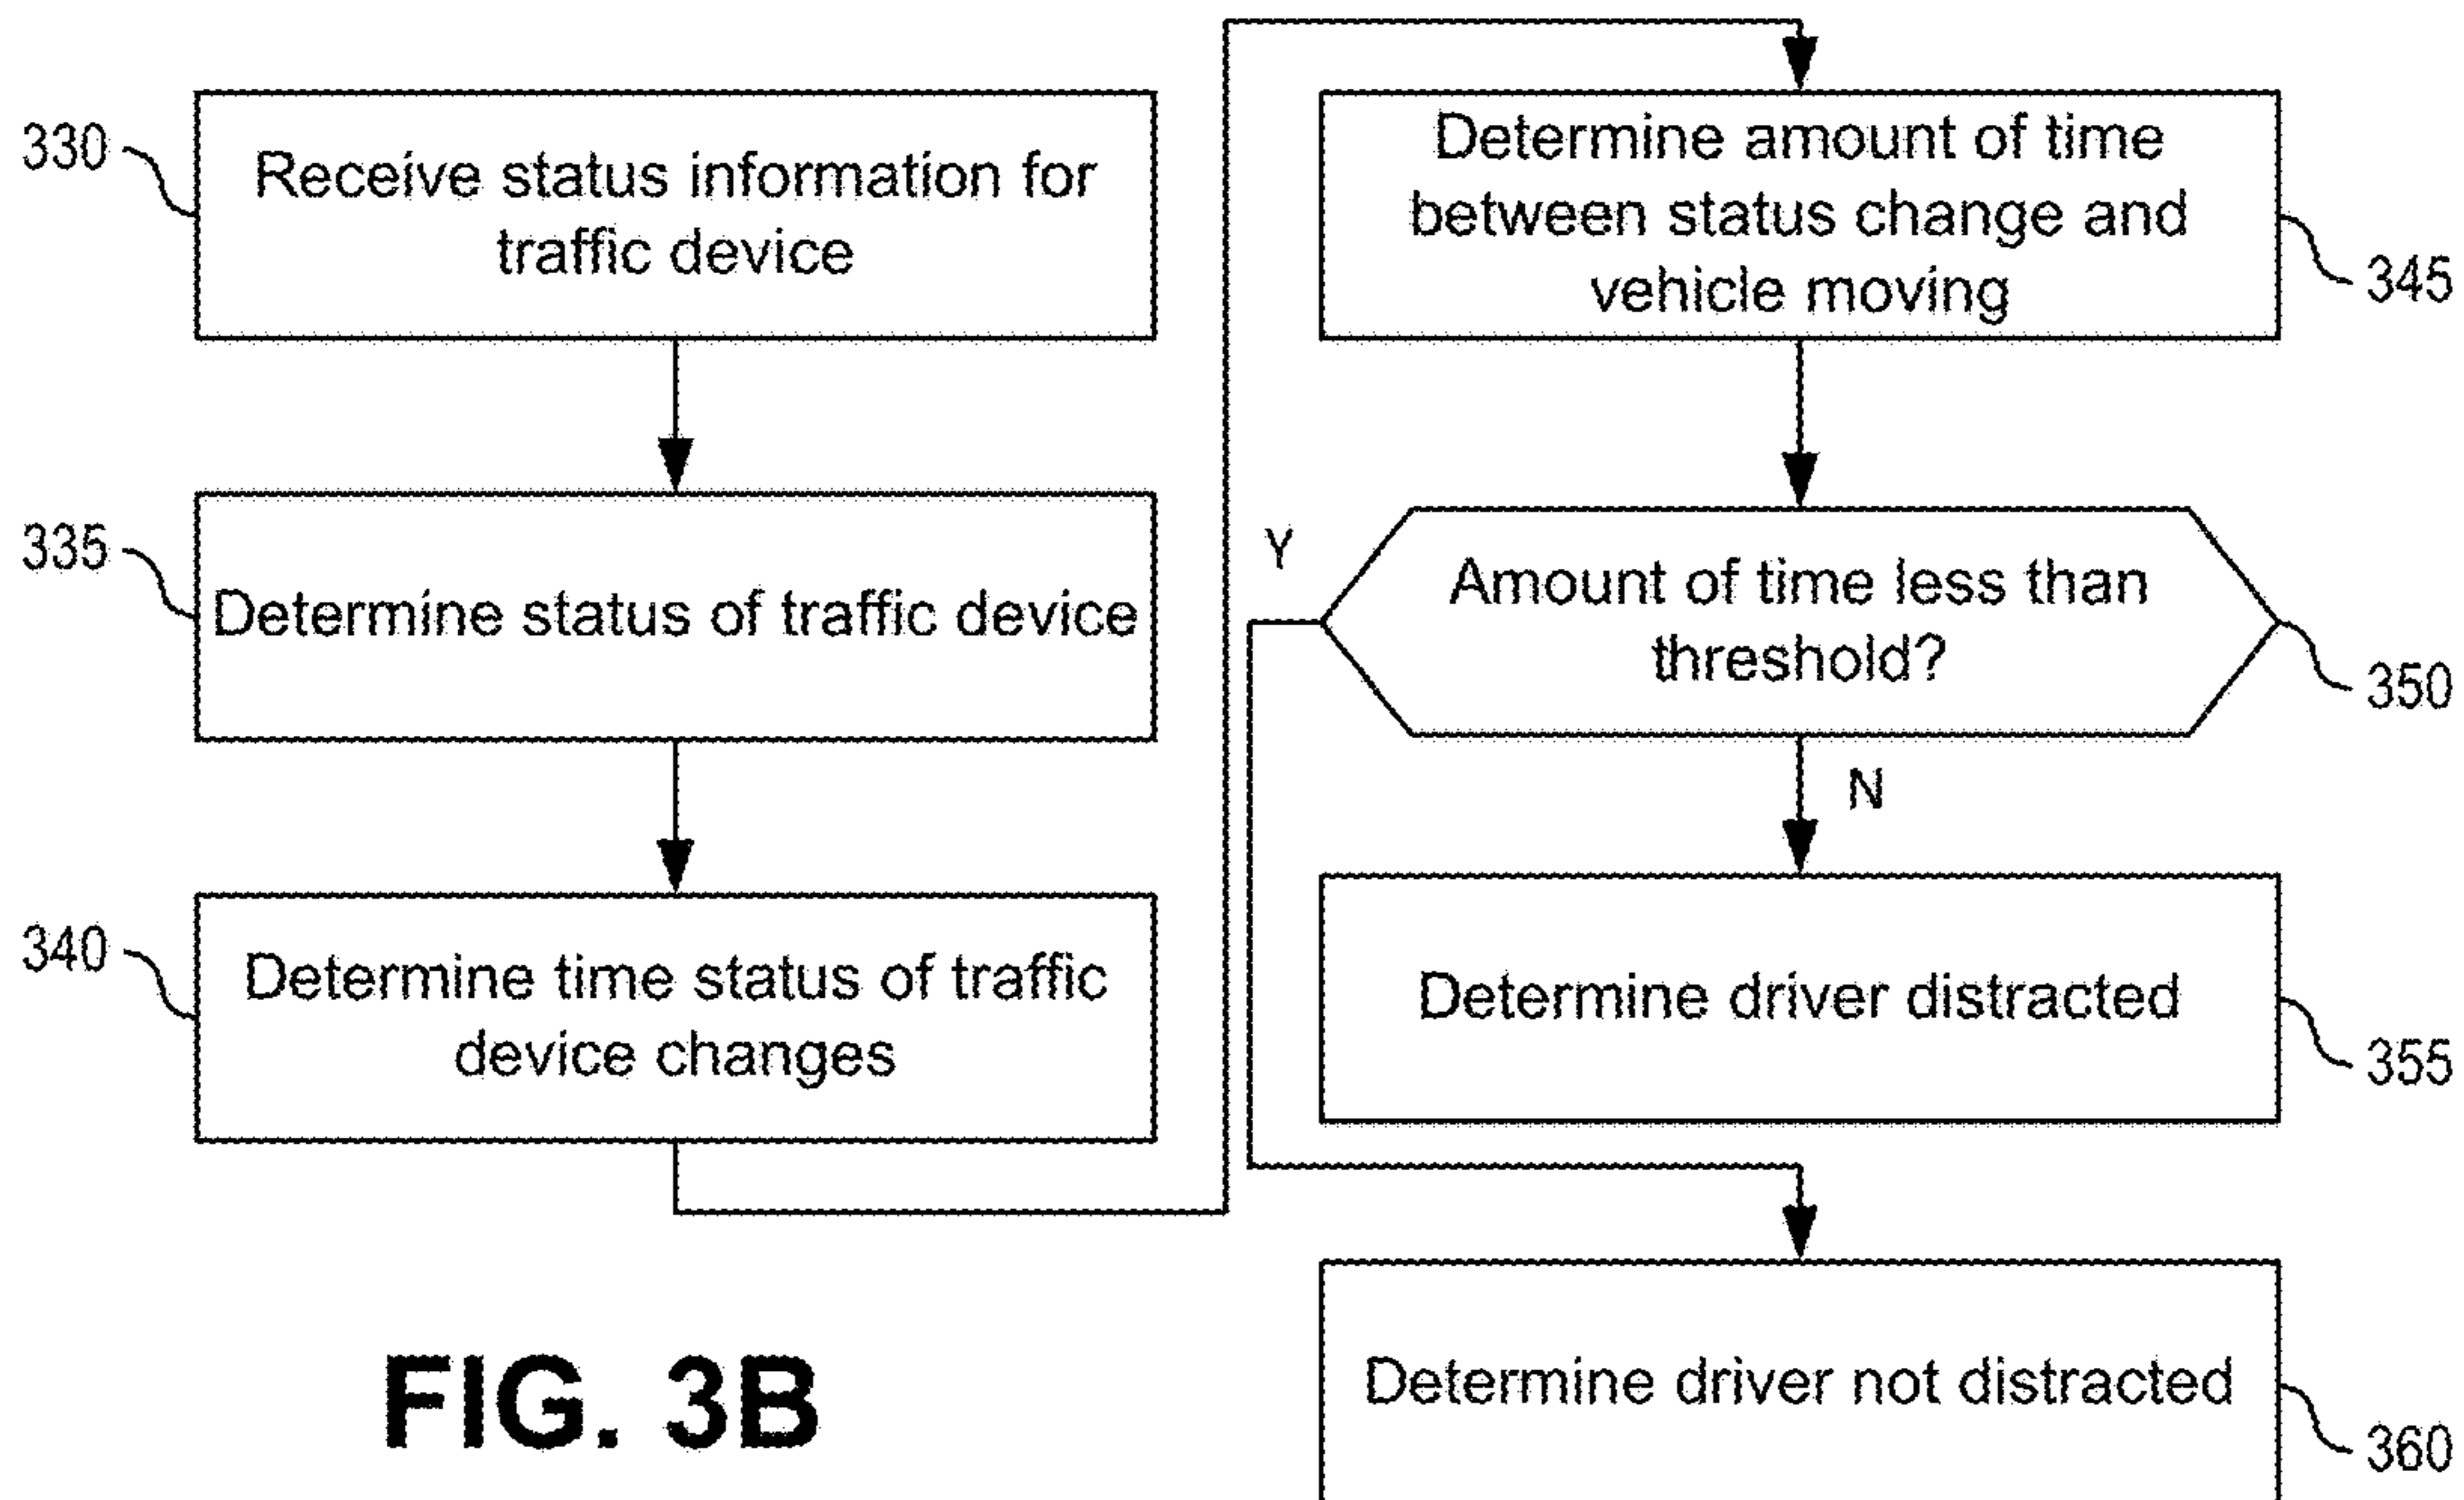 330
Receive status information for
traffic device
335
Determine status of traffic device
340
Determine time status of traffic
device changes
Determine amount of time
between status change and
vehicle moving
345
Y
Amount of time less than
threshold?
350
N
Determine driver distracted
355
Determine driver not distracted
360
FIG. 3B